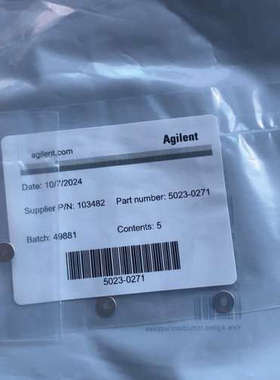 Agilent
agilent.com
Date: 10/7/2024
Supplier P/N: 103482 Part number: 5023-0271
Batch: 49881 Contents: 5
5023-0271